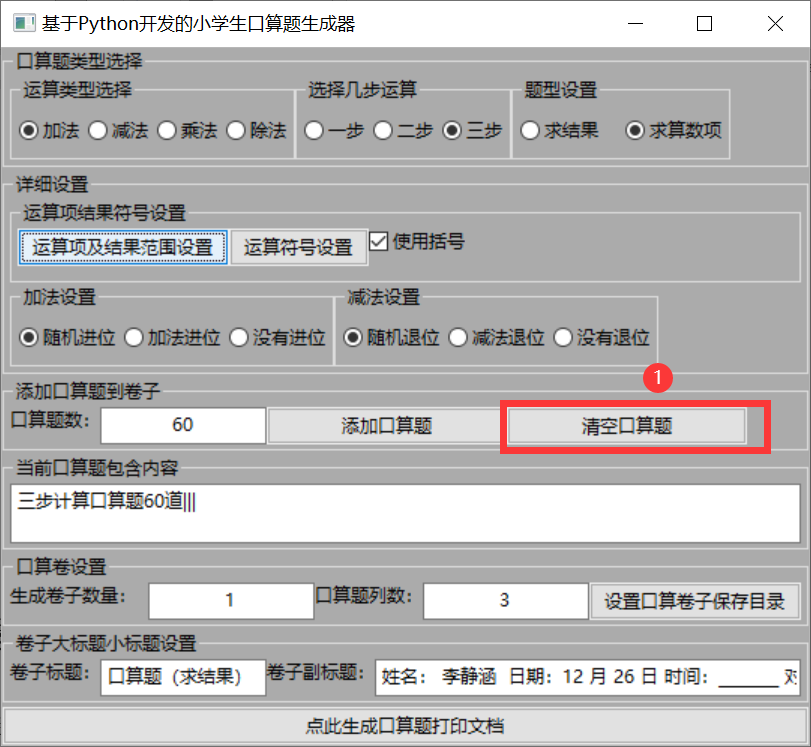 基于Python开发的小学生口算题生成器
口算题类型选择
运算类型选择 选择几步运算 题型设置
加法 减法 乘法 除法 一步 二步 三步 求结果 求算数项
详细设置
运算项结果符号设置
运算项及结果范围设置 运算符号设置 使用括号
加法设置 减法设置
随机进位 加法进位 没有进位 随机退位 减法退位 没有退位
添加口算题到卷子 1
口算题数: 60 添加口算题 清空口算题
当前口算题包含内容
三步计算口算题60道|||
口算卷设置
生成卷子数量: 1 口算题列数: 3 设置口算卷子保存目录
卷子大标题小标题设置
卷子标题: 口算题（求结果） 卷子副标题: 姓名： 李静涵 日期：12 月 26 日 时间：______
点此生成口算题打印文档